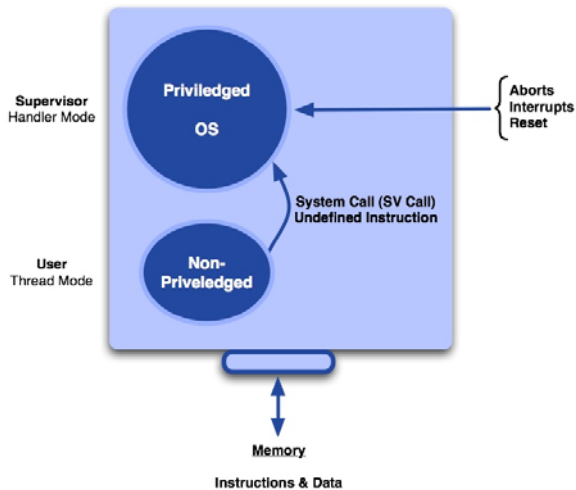 Priviledged
OS
Supervisor
Handler Mode
Aborts
Interrupts
Reset
System Call (SV Call)
Undefined Instruction
User
Thread Mode
Non-
Priveledged
Memory
Instructions & Data